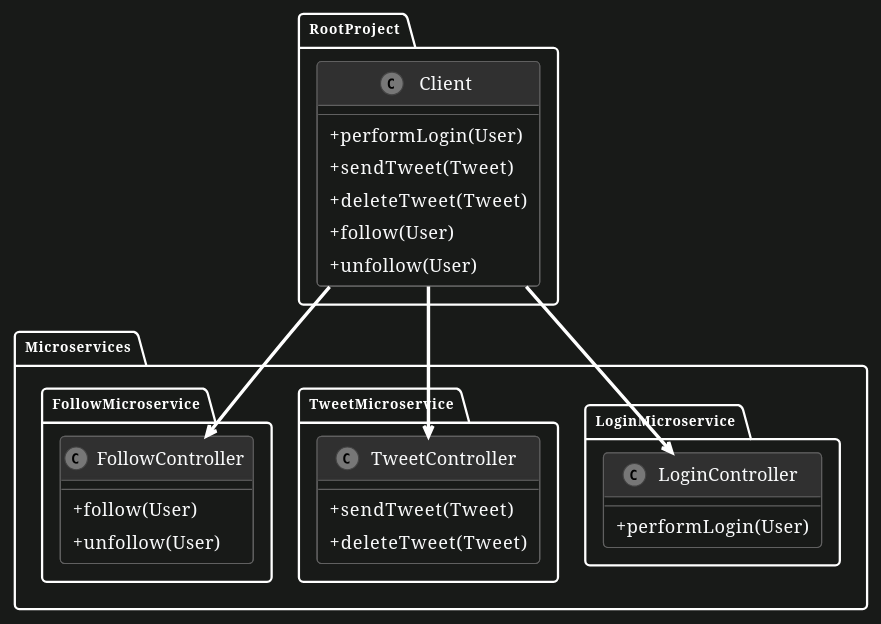 RootProject
C Client
+performLogin(User)
+sendTweet(Tweet)
+deleteTweet(Tweet)
+follow(User)
+unfollow(User)
Microservices
FollowMicroservice
C FollowController
+follow(User)
+unfollow(User)
TweetMicroservice
C TweetController
+sendTweet(Tweet)
+deleteTweet(Tweet)
LoginMicroservice
C LoginController
+performLogin(User)